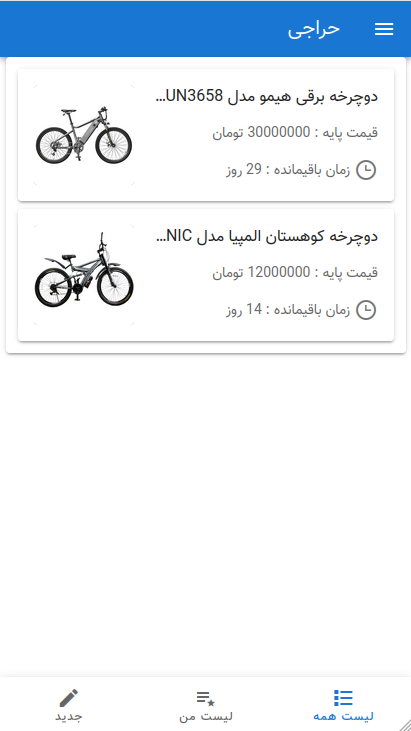 حراجی
دوچرخه برقی هیمو مدل UN3658...
قیمت پایه : 30000000 تومان
زمان باقیمانده : 29 روز
دوچرخه کوهستان المپیا مدل NIC...
قیمت پایه : 12000000 تومان
زمان باقیمانده : 14 روز
لیست همه
لیست من
جدید